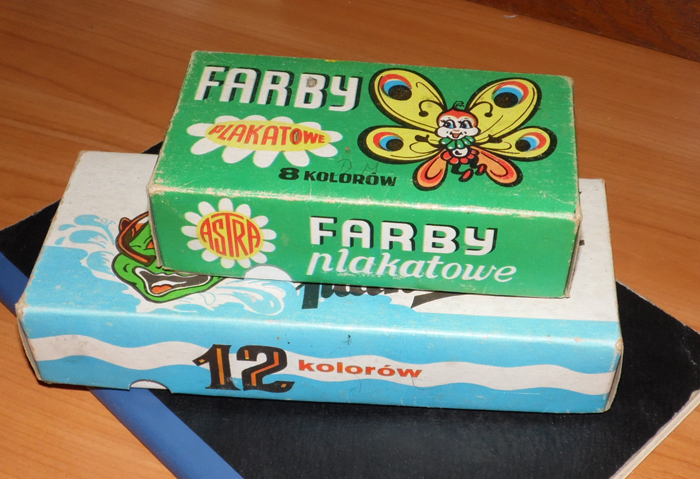 FARBY
PLAKATOWE
8 KOLORÓW
ASTRA
FARBY
plakatowe
12 kolorów